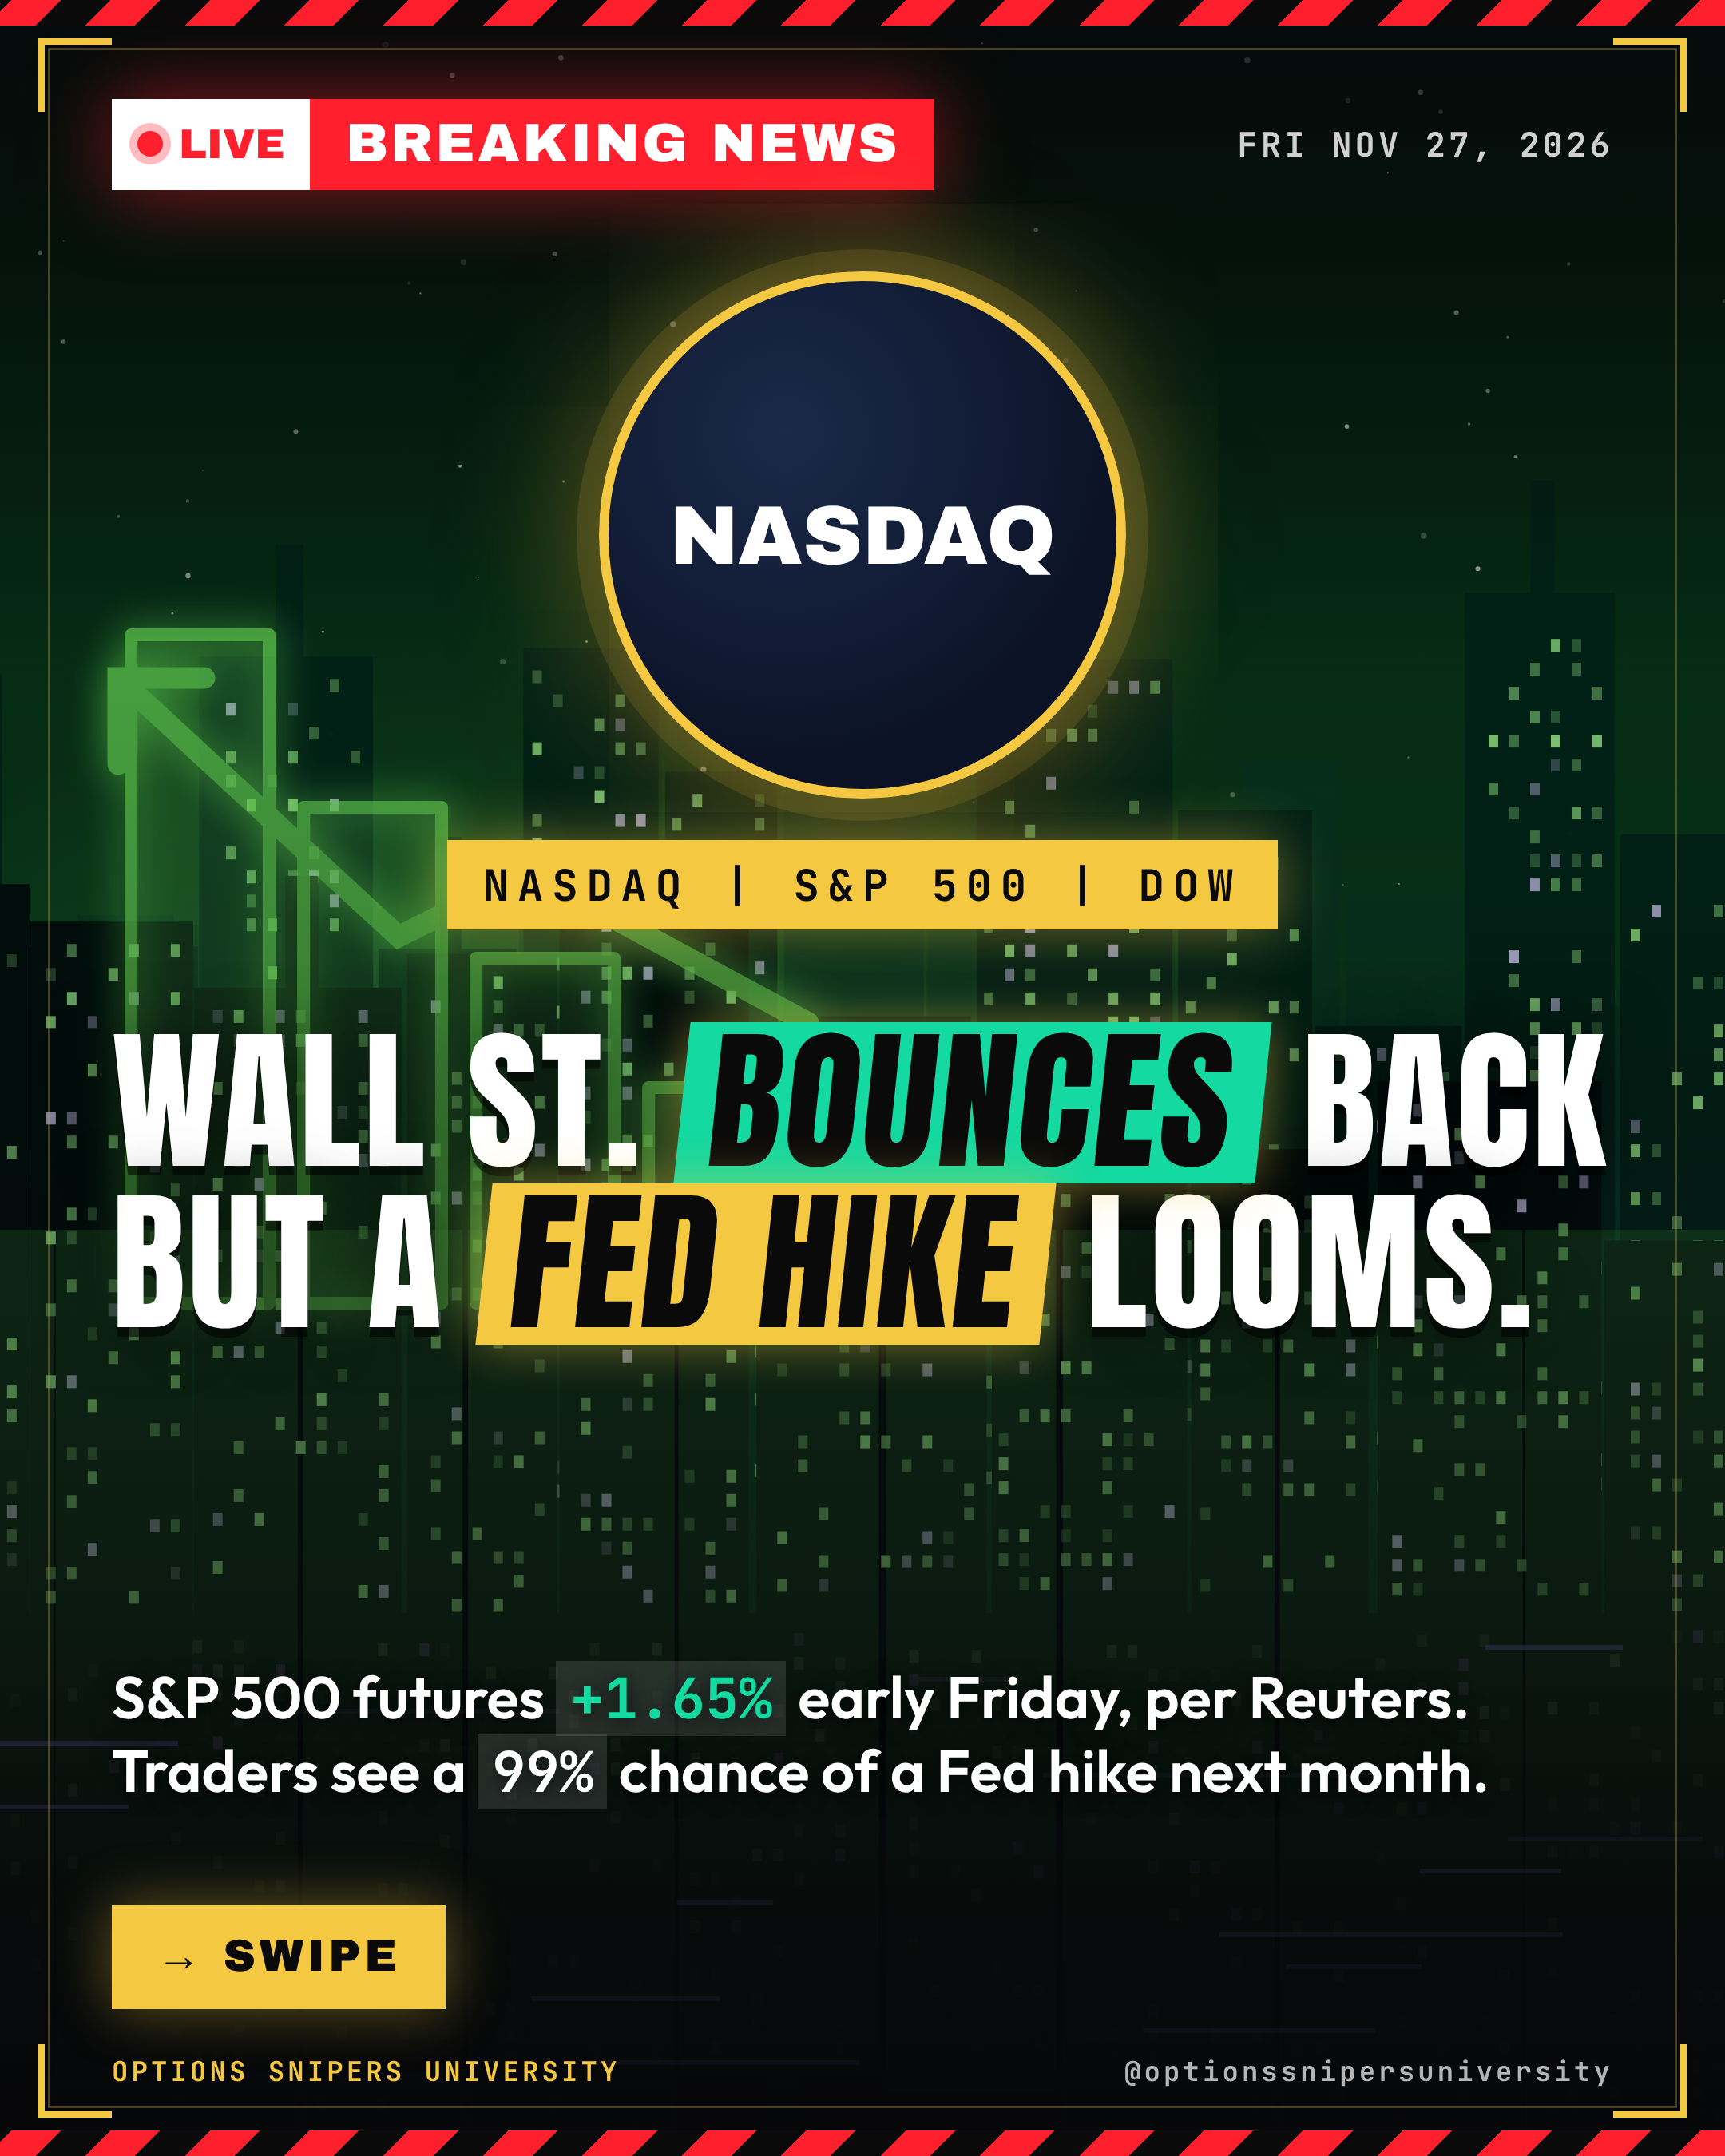 LIVE BREAKING NEWS
FRI NOV 27, 2026
NASDAQ
NASDAQ | S&P 500 | DOW
WALL ST. BOUNCES BACK
BUT A FED HIKE LOOMS.
S&P 500 futures +1.65% early Friday, per Reuters.
Traders see a 99% chance of a Fed hike next month.
→ SWIPE
OPTIONS SNIPERS UNIVERSITY
@optionssnipersuniversity